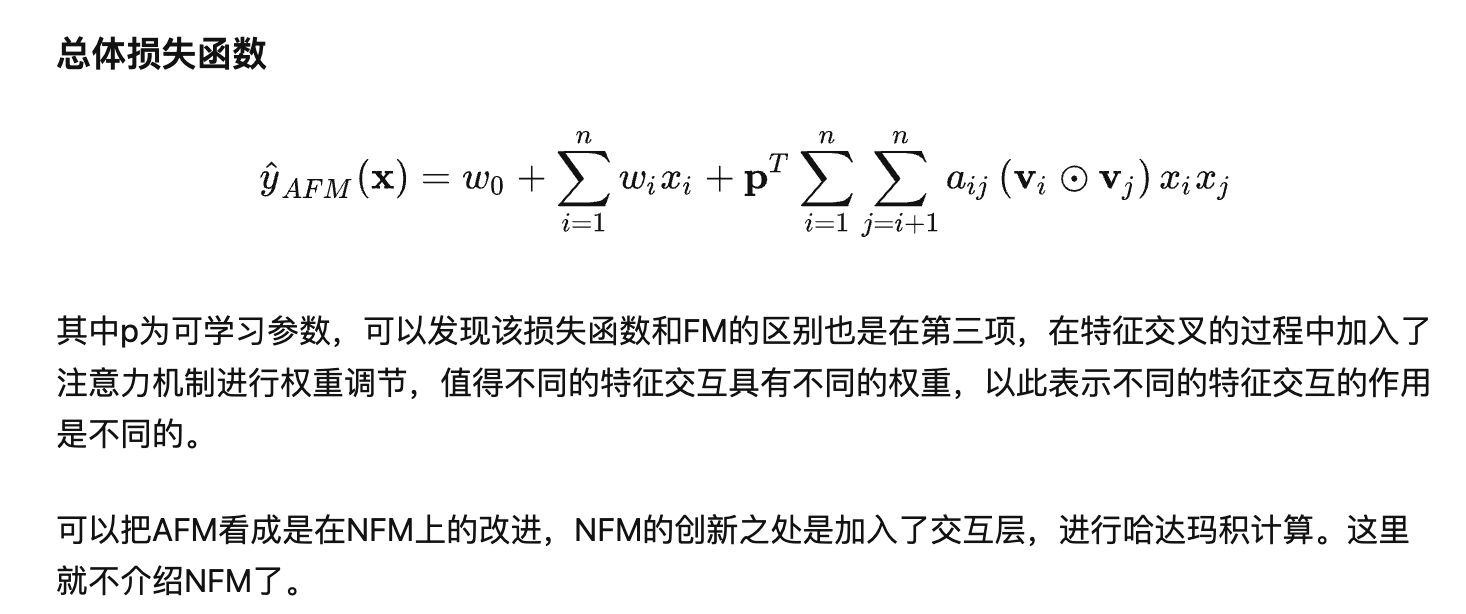 总体损失函数
$$\hat{y}_{AFM}(\mathbf{x}) = w_0 + \sum_{i=1}^{n} w_i x_i + \mathbf{p}^T \sum_{i=1}^{n} \sum_{j=i+1}^{n} a_{ij} (\mathbf{v}_i \odot \mathbf{v}_j) x_i x_j$$
其中p为可学习参数，可以发现该损失函数和FM的区别也是在第三项，在特征交叉的过程中加入了
注意力机制进行权重调节，值得不同的特征交互具有不同的权重，以此表示不同的特征交互的作用
是不同的。
可以把AFM看成是在NFM上的改进，NFM的创新之处是加入了交互层，进行哈达玛积计算。这里
就不介绍NFM了。